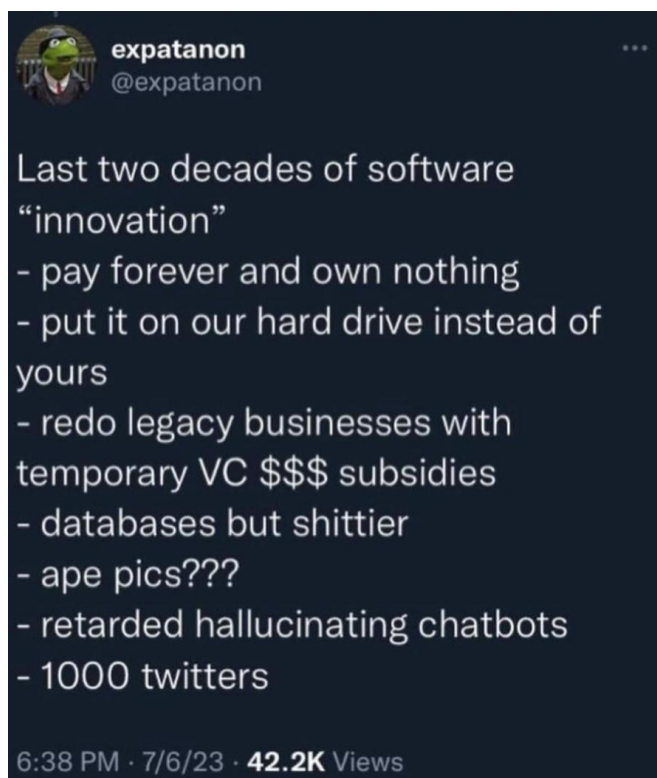 expatanon
@expatanon
Last two decades of software
“innovation”
- pay forever and own nothing
- put it on our hard drive instead of
yours
- redo legacy businesses with
temporary VC $$$ subsidies
- databases but shittier
- ape pics???
- retarded hallucinating chatbots
- 1000 twitters
6:38 PM · 7/6/23 · 42.2K Views